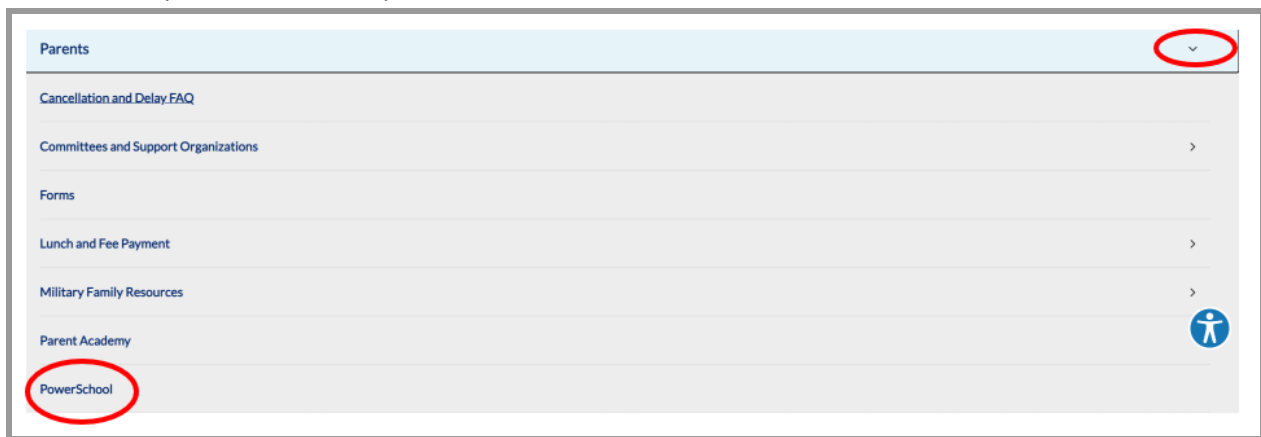 Parents
Cancellation and Delay FAQ
Committees and Support Organizations
Forms
Lunch and Fee Payment
Military Family Resources
Parent Academy
PowerSchool